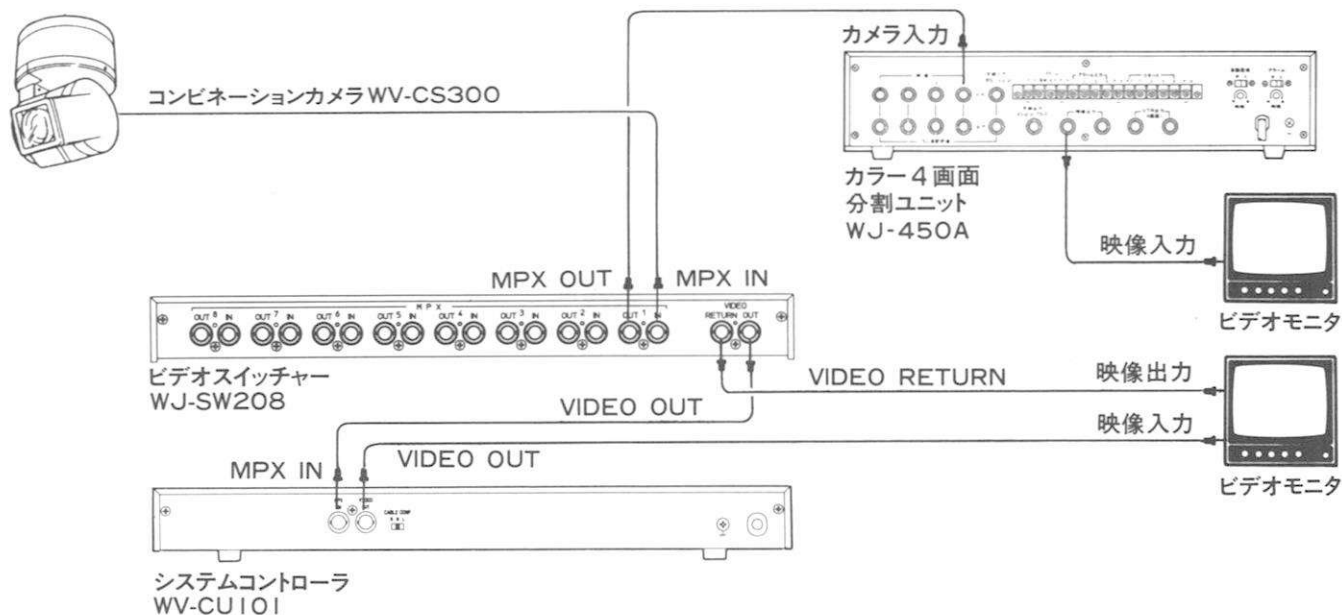 カメラ入力
コンビネーションカメラWV-CS300
カラー4画面
分割ユニット
WJ-450A
映像入力
ビデオモニタ
MPX OUT
MPX IN
MPX
VIDEO
OUT 8 IN
OUT 7 IN
OUT 6 IN
OUT 5 IN
OUT 4 IN
OUT 3 IN
OUT 2 IN
OUT 1 IN
RETURN OUT
ビデオスイッチャー
WJ-SW208
VIDEO RETURN
映像出力
VIDEO OUT
映像入力
MPX IN
VIDEO OUT
ビデオモニタ
CABLE COMP
システムコントローラ
WV-CU101